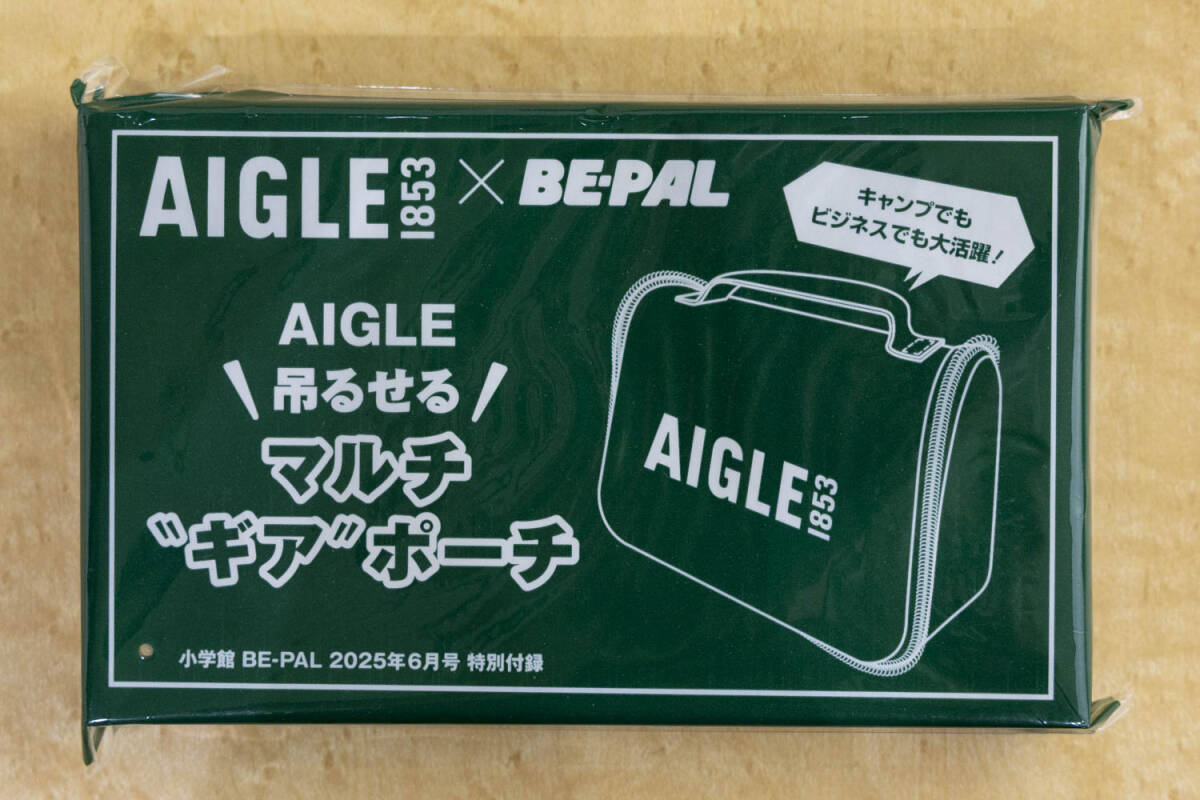 AIGLE 1853 × BE-PAL
キャンプでも
ビジネスでも大活躍!
AIGLE
\吊るせる/
マルチ
"ギア"ポーチ
AIGLE 1853
小学館 BE-PAL 2025年6月号 特別付録